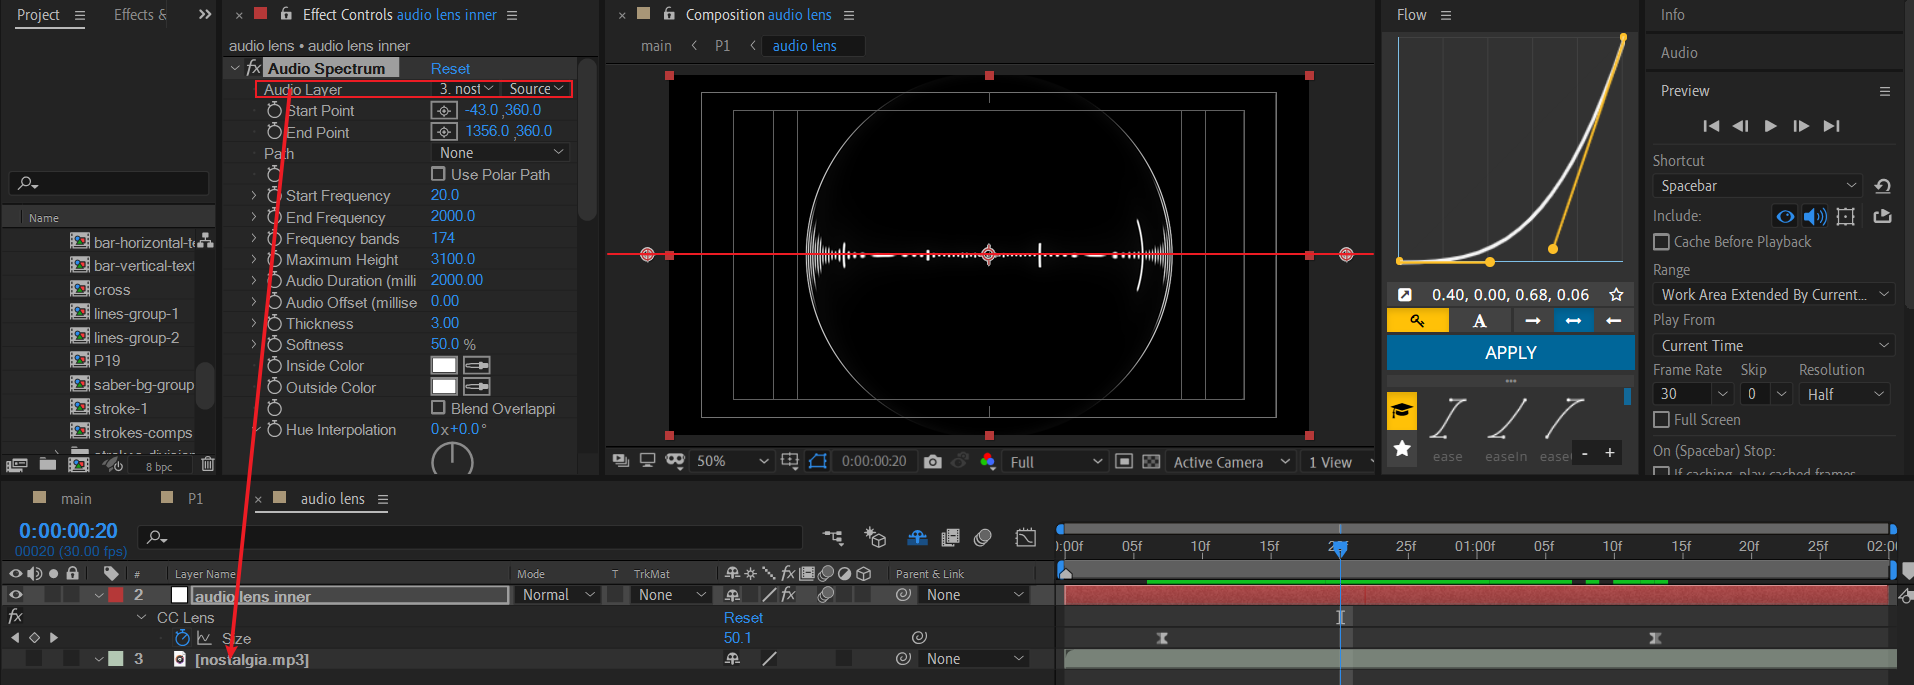 Project
Effects &
Effect Controls audio lens inner
audio lens • audio lens inner
fx Audio Spectrum Reset
Audio Layer 3. nost Source
Start Point -43.0 ,360.0
End Point 1356.0 ,360.0
Path None
Use Polar Path
Start Frequency 20.0
End Frequency 2000.0
Frequency bands 174
Maximum Height 3100.0
Audio Duration (milli 2000.00
Audio Offset (millise 0.00
Thickness 3.00
Softness 50.0 %
Inside Color
Outside Color
Blend Overlappi
Hue Interpolation 0x+0.0°
Name
bar-horizontal-te
bar-vertical-text
cross
lines-group-1
lines-group-2
P19
saber-bg-group
stroke-1
strokes-comps
8 bpc
Composition audio lens
main
P1
audio lens
50%
0:00:00:20
Full
Active Camera
1 View
Flow
0.40, 0.00, 0.68, 0.06
A
APPLY
ease
easeIn
- +
Info
Audio
Preview
Shortcut
Spacebar
Include:
Cache Before Playback
Range
Work Area Extended By Current...
Play From
Current Time
Frame Rate Skip Resolution
30 0 Half
Full Screen
On (Spacebar) Stop:
If caching, play cached frames
main
P1
audio lens
0:00:00:20
00020 (30.00 fps)
:00f 05f 10f 15f 20f 25f 01:00f 05f 10f 15f 20f 25f 02:0
# Layer Name Mode T TrkMat fx Parent & Link
2 audio lens inner Normal None fx None
fx CC Lens Reset
Size 50.1
3 [nostalgia.mp3] None